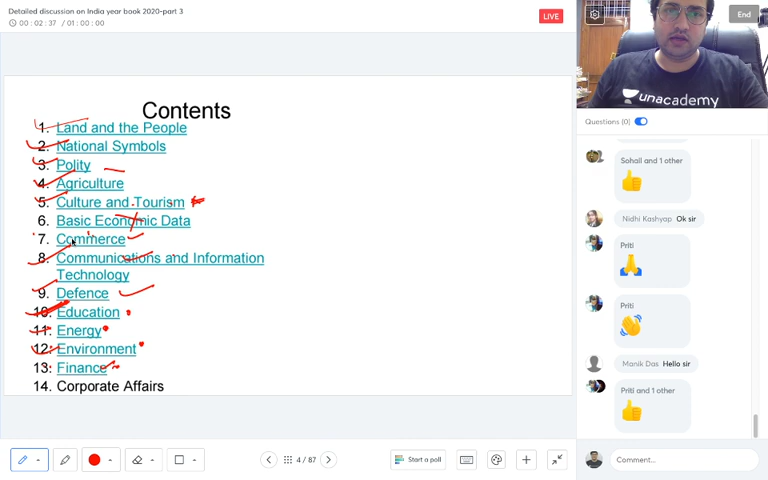 Detailed discussion on India year book 2020-part 3
00 : 02 : 37 / 01 : 00 : 00
LIVE
End
unacademy
Questions (0)
Contents
1. Land and the People
2. National Symbols
3. Polity
4. Agriculture
5. Culture and Tourism
6. Basic Economic Data
7. Commerce
8. Communications and Information
Technology
9. Defence
10. Education
11. Energy
12. Environment
13. Finance
14. Corporate Affairs
Sohail and 1 other
Nidhi Kashyap Ok sir
Priti
Priti
Manik Das Hello sir
Priti and 1 other
4 / 87
Start a poll
Comment...